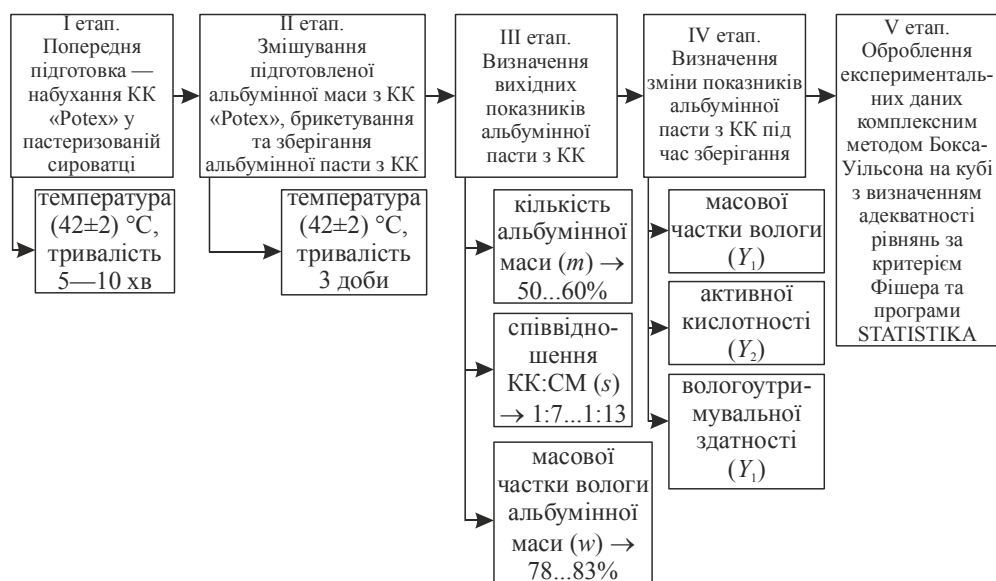 I етап.
Попередня
підготовка —
набухання КК
«Potex» у
пастеризованій
сироватці
температура
(42±2) °С,
тривалість
5—10 хв
II етап.
Змішування
підготовленої
альбумінної маси з КК
«Potex», брикетування
та зберігання
альбумінної пасти з КК
температура
(42±2) °С,
тривалість
3 доби
III етап.
Визначення
вихідних
показників
альбумінної
пасти з КК
кількість
альбумінної
маси (m) →
50...60%
співвідно-
шення
КК:СМ (s)
→ 1:7...1:13
масової
частки вологи
альбумінної
маси (w) →
78...83%
IV етап.
Визначення
зміни показників
альбумінної
пасти з КК під
час зберігання
масової
частки вологи
(Y₁)
активної
кислотності
(Y₂)
вологоутри-
мувальної
здатності
(Y₁)
V етап.
Оброблення
експерименталь-
них даних
комплексним
методом Бокса-
Уільсона на кубі
з визначенням
адекватності
рівнянь за
критерієм
Фішера та
програми
STATISTIKA